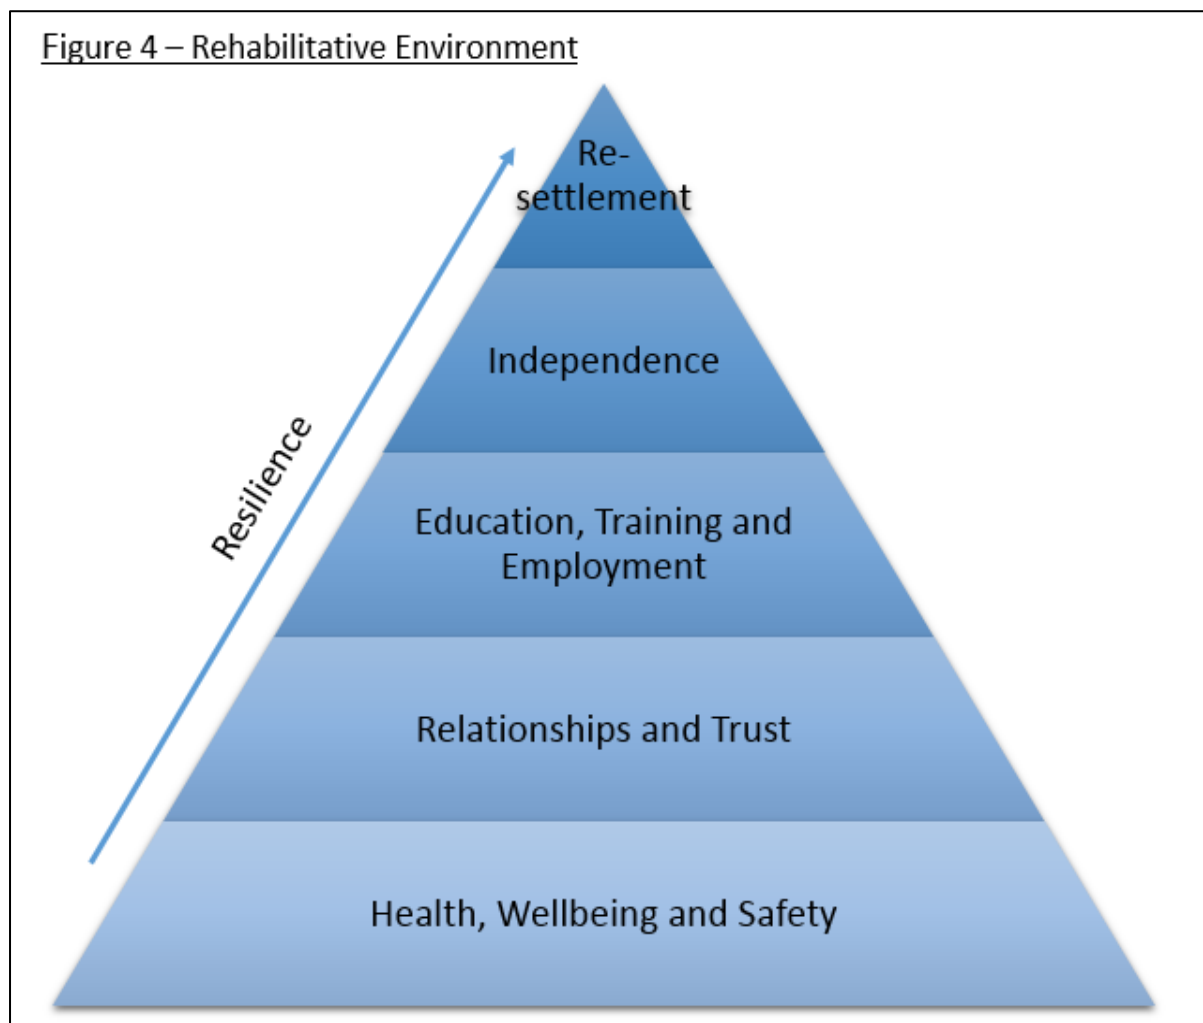 Figure 4 – Rehabilitative Environment
Re-
settlement
Independence
Resilience
Education, Training and
Employment
Relationships and Trust
Health, Wellbeing and Safety